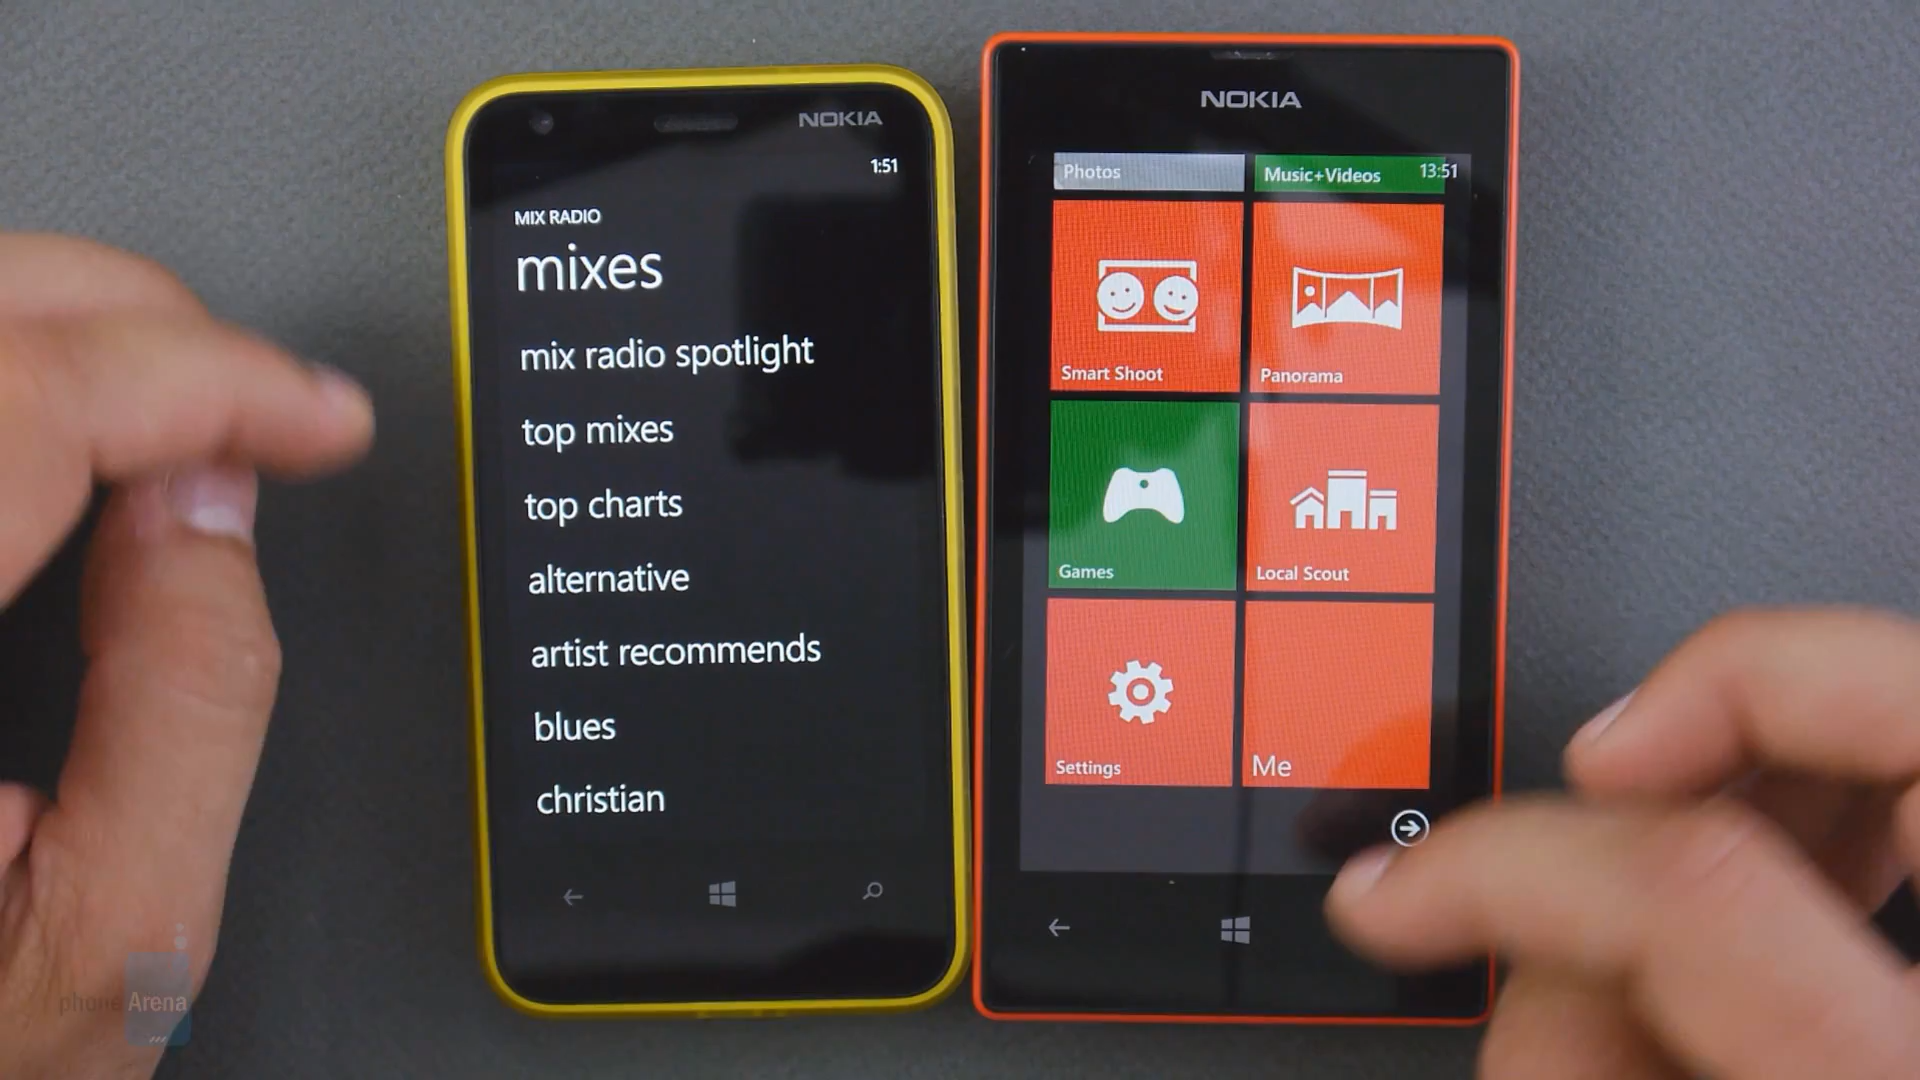 NOKIA
1:51
MIX RADIO
mixes
mix radio spotlight
top mixes
top charts
alternative
artist recommends
blues
christian
NOKIA
Photos
Music+Videos
13:51
Smart Shoot
Panorama
Games
Local Scout
Settings
Me
phoneArena